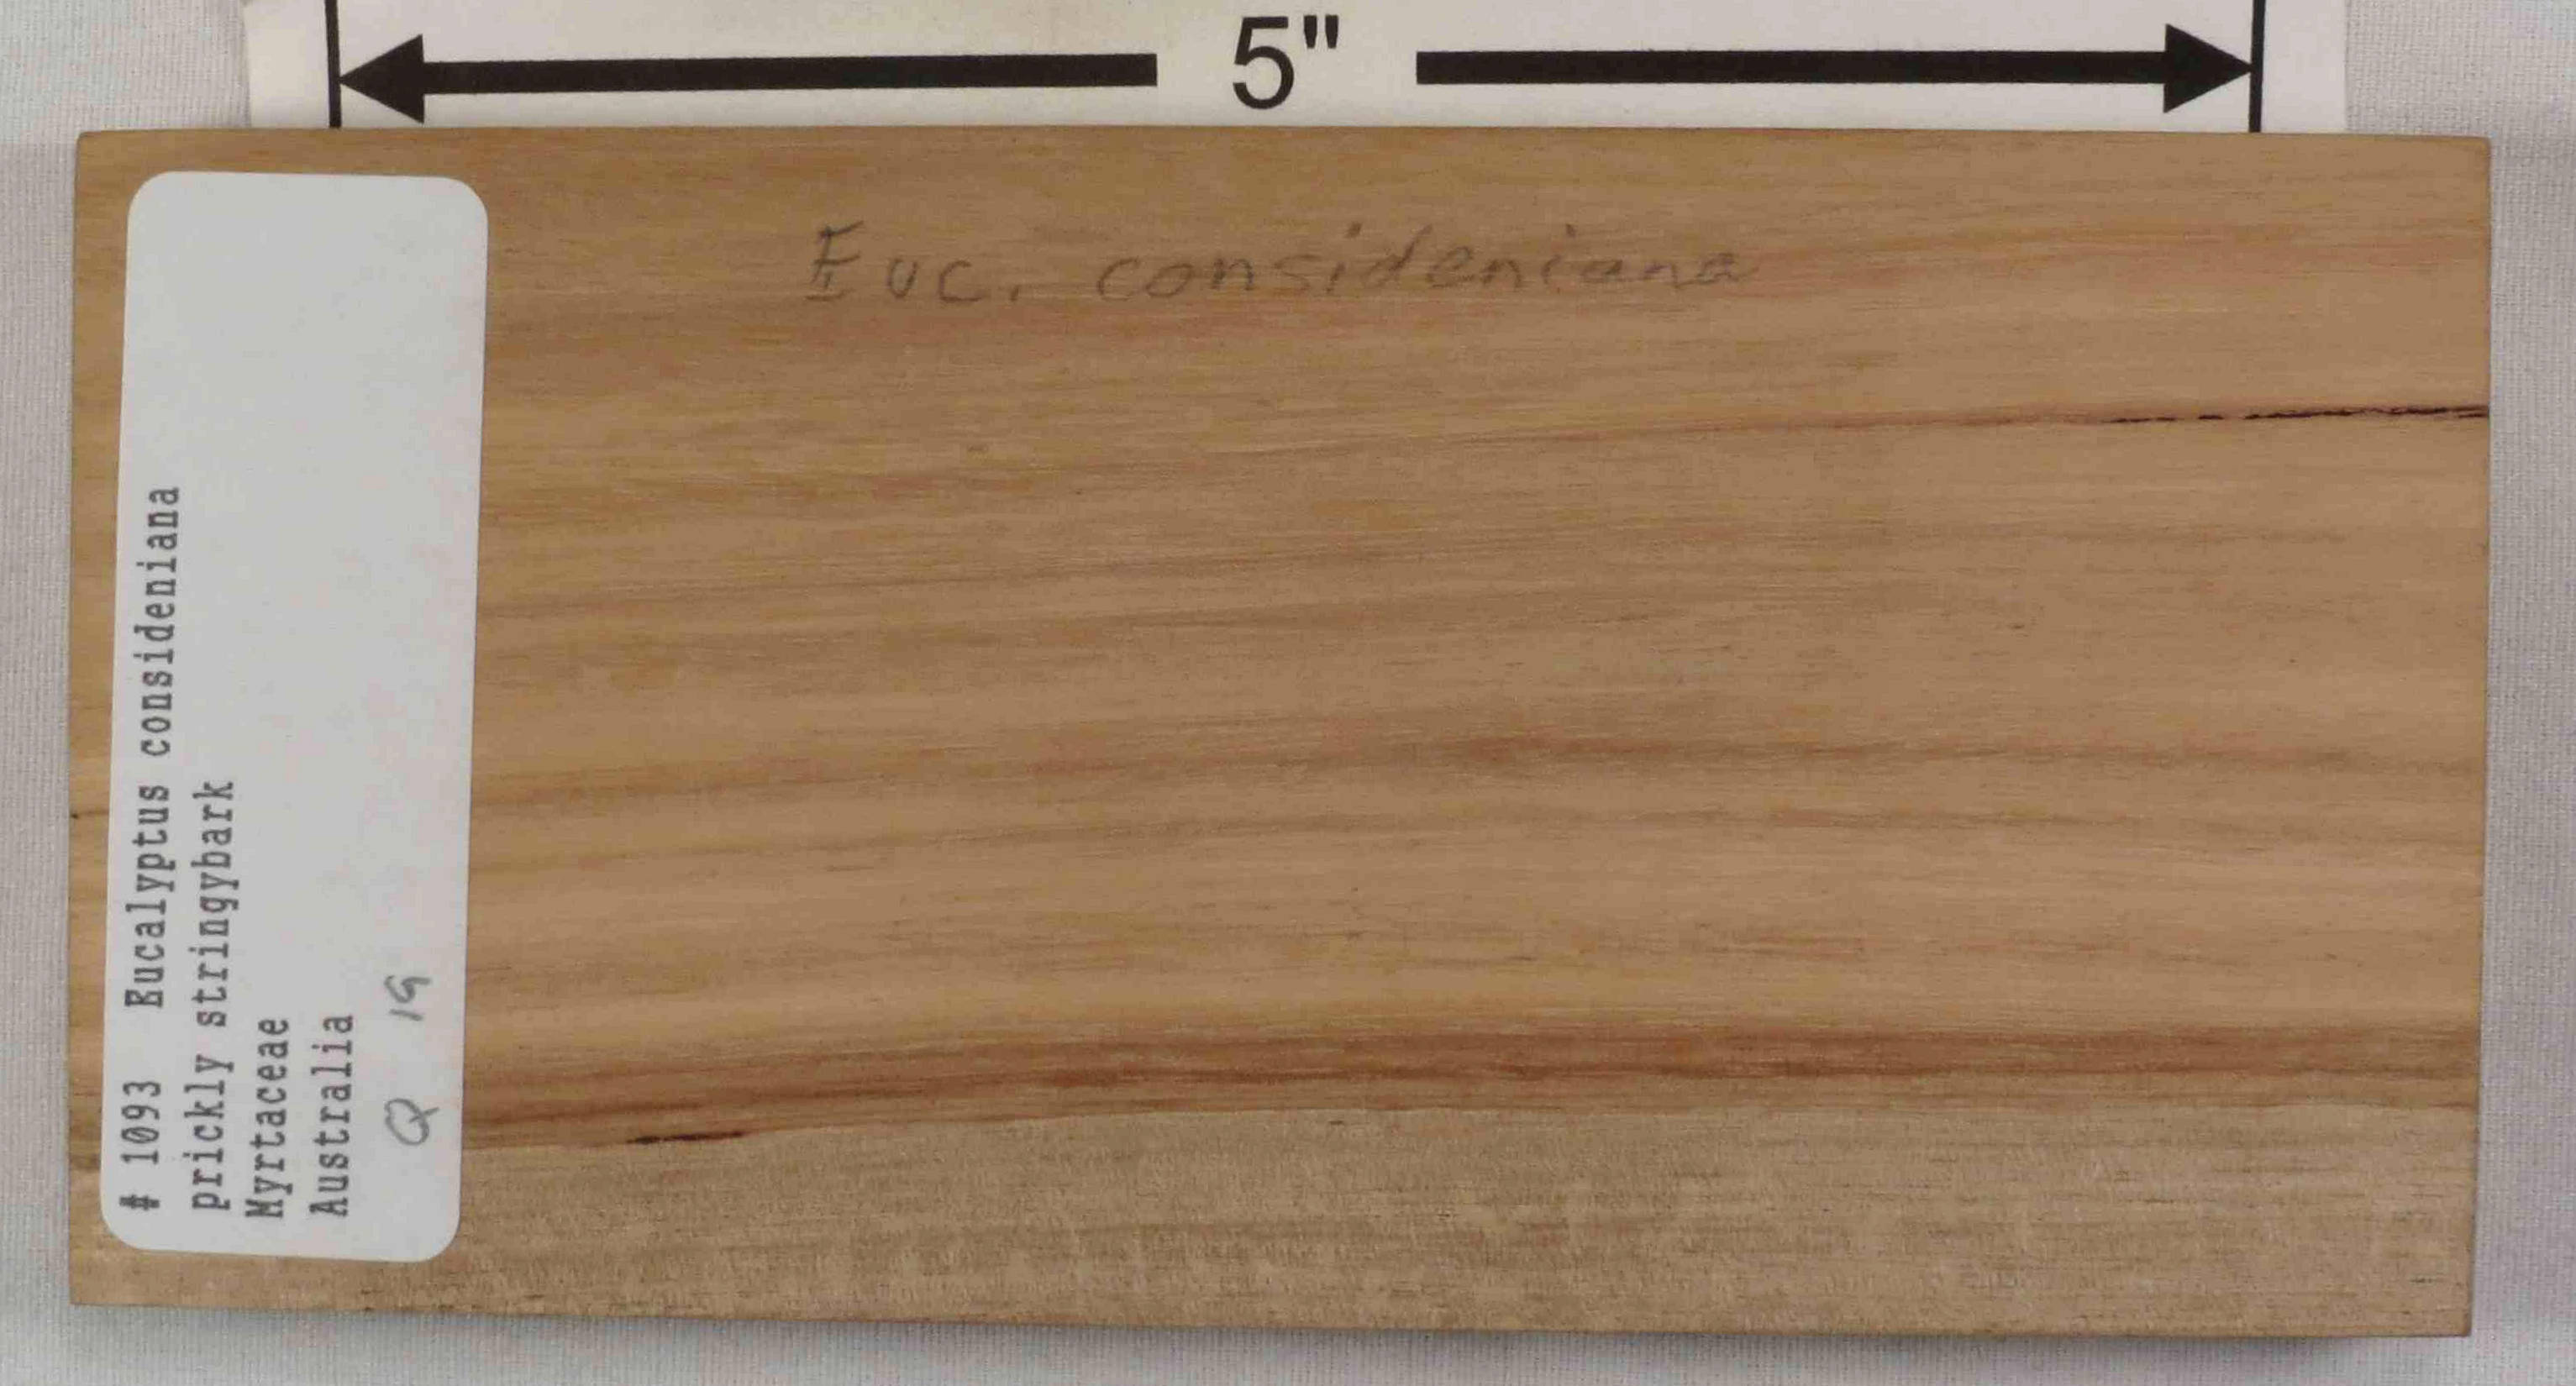 5"
Euc. consideniana
# 1093 Eucalyptus consideniana
prickly stringybark
Myrtaceae
Australia
Q 19